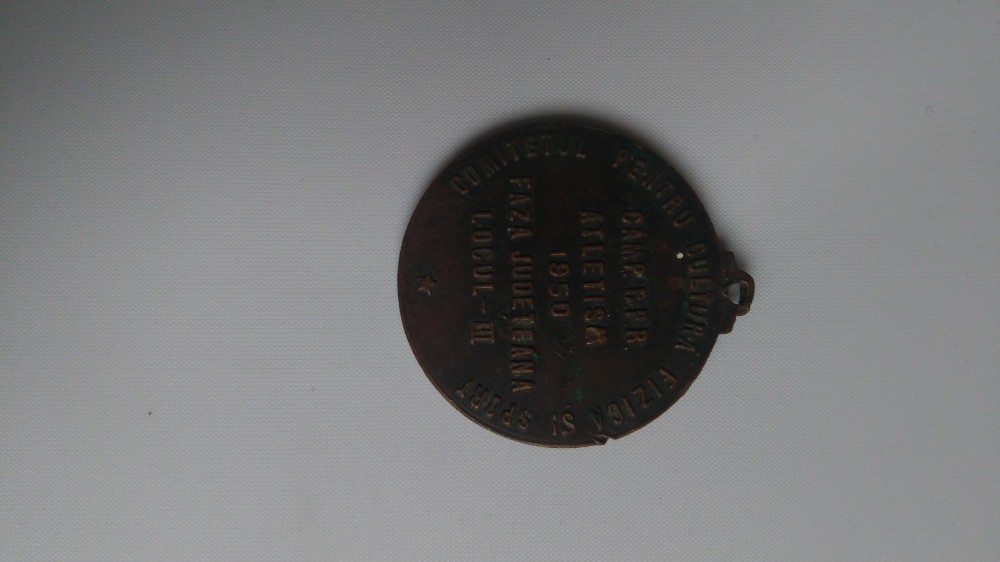 COMITETUL PENTRU CULTURA FIZICA SI SPORT
CAMP. R.P.R.
ATLETISM
1950
FAZA JUDEȚEANA
LOCUL-III